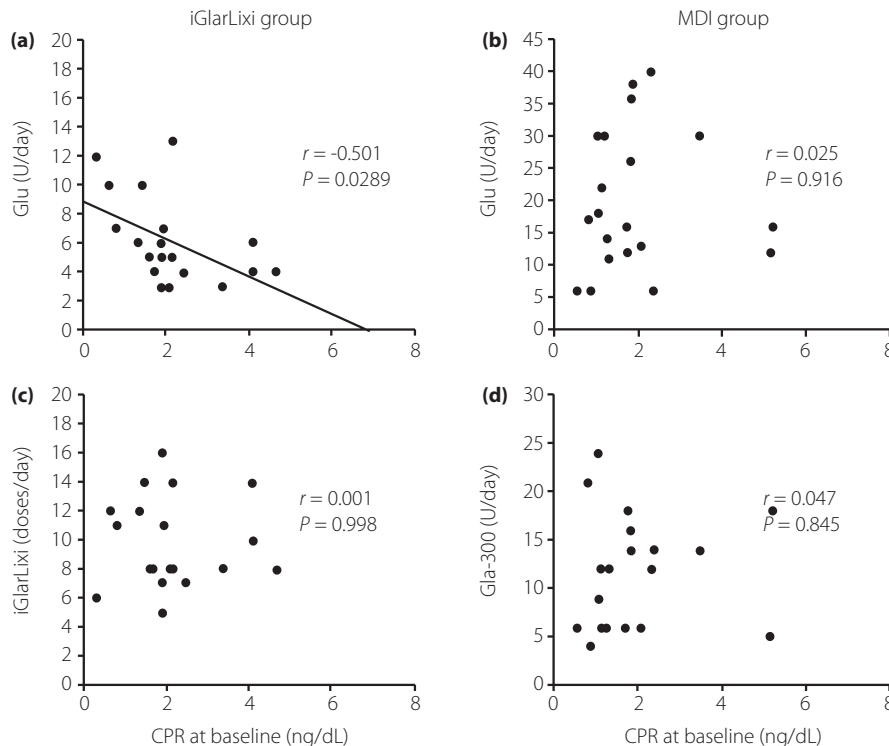 iGlarLixi group
MDI group
(a)
20
18
16
14
12
10
8
6
4
2
0
Glu (U/day)
r = -0.501
P = 0.0289
0 2 4 6 8
(b)
45
40
35
30
25
20
15
10
5
0
Glu (U/day)
r = 0.025
P = 0.916
0 2 4 6 8
(c)
20
18
16
14
12
10
8
6
4
2
0
iGlarLixi (doses/day)
r = 0.001
P = 0.998
0 2 4 6 8
CPR at baseline (ng/dL)
(d)
30
25
20
15
10
5
0
Gla-300 (U/day)
r = 0.047
P = 0.845
0 2 4 6 8
CPR at baseline (ng/dL)